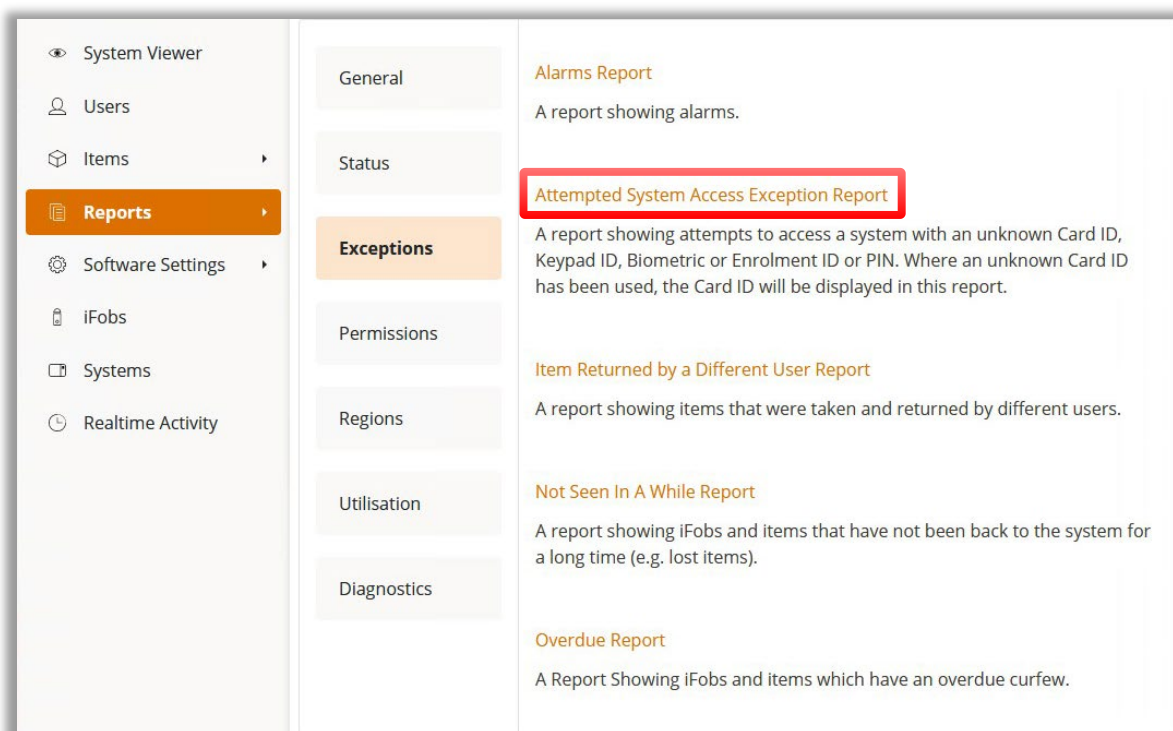 System Viewer
Users
Items
Reports
Software Settings
iFobs
Systems
Realtime Activity
General
Status
Exceptions
Permissions
Regions
Utilisation
Diagnostics
Alarms Report
A report showing alarms.
Attempted System Access Exception Report
A report showing attempts to access a system with an unknown Card ID,
Keypad ID, Biometric or Enrolment ID or PIN. Where an unknown Card ID
has been used, the Card ID will be displayed in this report.
Item Returned by a Different User Report
A report showing items that were taken and returned by different users.
Not Seen In A While Report
A report showing iFobs and items that have not been back to the system for
a long time (e.g. lost items).
Overdue Report
A Report Showing iFobs and items which have an overdue curfew.